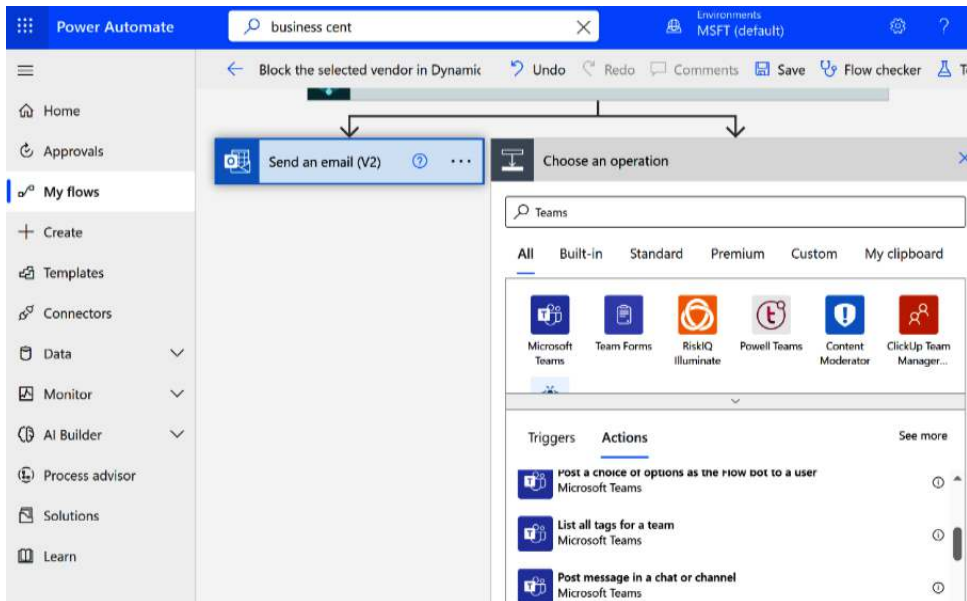 Power Automate
business cent
Environments
MSFT (default)
?
Block the selected vendor in Dynamic
Undo
Redo
Comments
Save
Flow checker
Home
Approvals
My flows
Create
Templates
Connectors
Data
Monitor
AI Builder
Process advisor
Solutions
Learn
Send an email (V2)
Choose an operation
Teams
All Built-in Standard Premium Custom My clipboard
Microsoft
Teams
Team Forms
RiskIQ
Illuminate
Powell Teams
Content
Moderator
ClickUp Team
Manager...
Triggers Actions See more
Post a choice of options as the Flow bot to a user
Microsoft Teams
List all tags for a team
Microsoft Teams
Post message in a chat or channel
Microsoft Teams